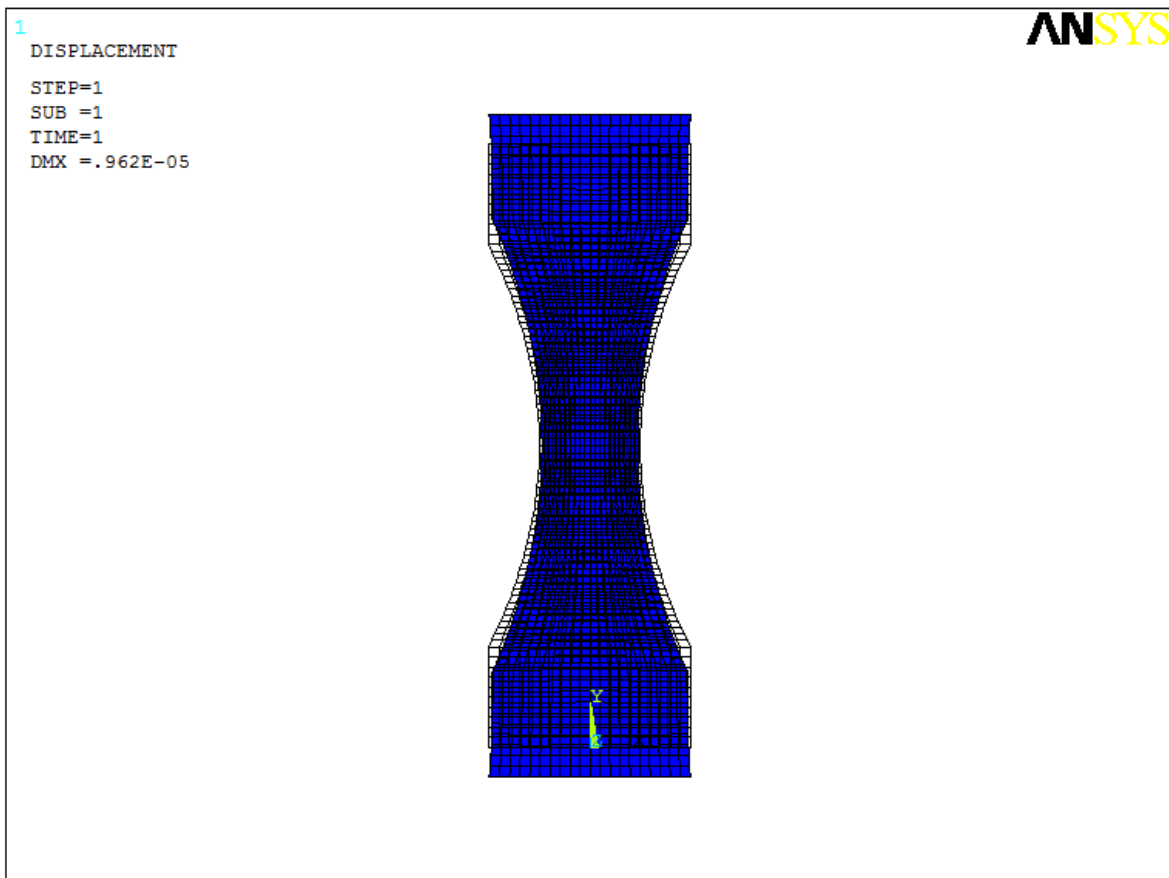 1
ANSYS
DISPLACEMENT
STEP=1
SUB =1
TIME=1
DMX =.962E-05
Y